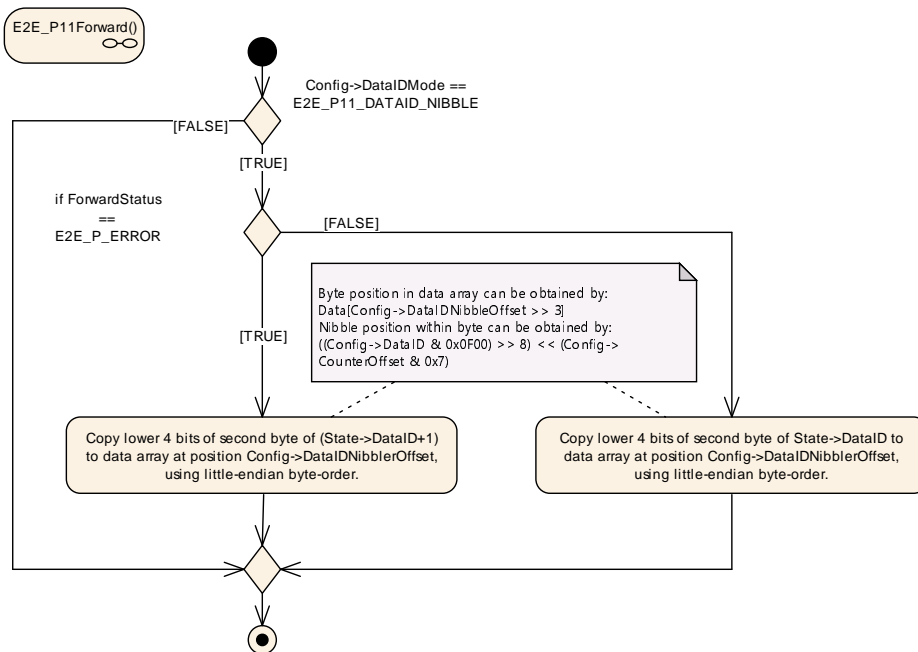 E2E_P11Forward()
Config->DataIDMode ==
E2E_P11_DATAID_NIBBLE
[FALSE]
[TRUE]
if ForwardStatus
==
E2E_P_ERROR
[FALSE]
Byte position in data array can be obtained by:
Data[Config->DataIDNibbleOffset >> 3]
Nibble position within byte can be obtained by:
((Config->DataID & 0x0F00) >> 8) << (Config->
CounterOffset & 0x7)
[TRUE]
Copy lower 4 bits of second byte of (State->DataID+1)
to data array at position Config->DataIDNibblerOffset,
using little-endian byte-order.
Copy lower 4 bits of second byte of State->DataID to
data array at position Config->DataIDNibblerOffset,
using little-endian byte-order.